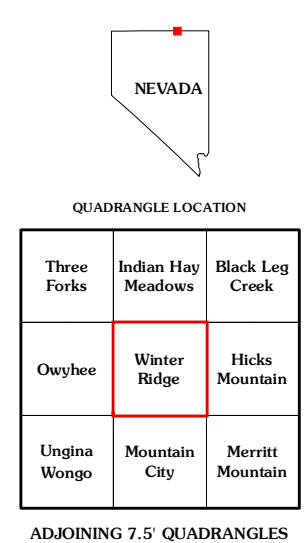 NEVADA
QUADRANGLE LOCATION
Three
Forks
Indian Hay
Meadows
Black Leg
Creek
Owyhee
Winter
Ridge
Hicks
Mountain
Ungina
Wongo
Mountain
City
Merritt
Mountain
ADJOINING 7.5' QUADRANGLES